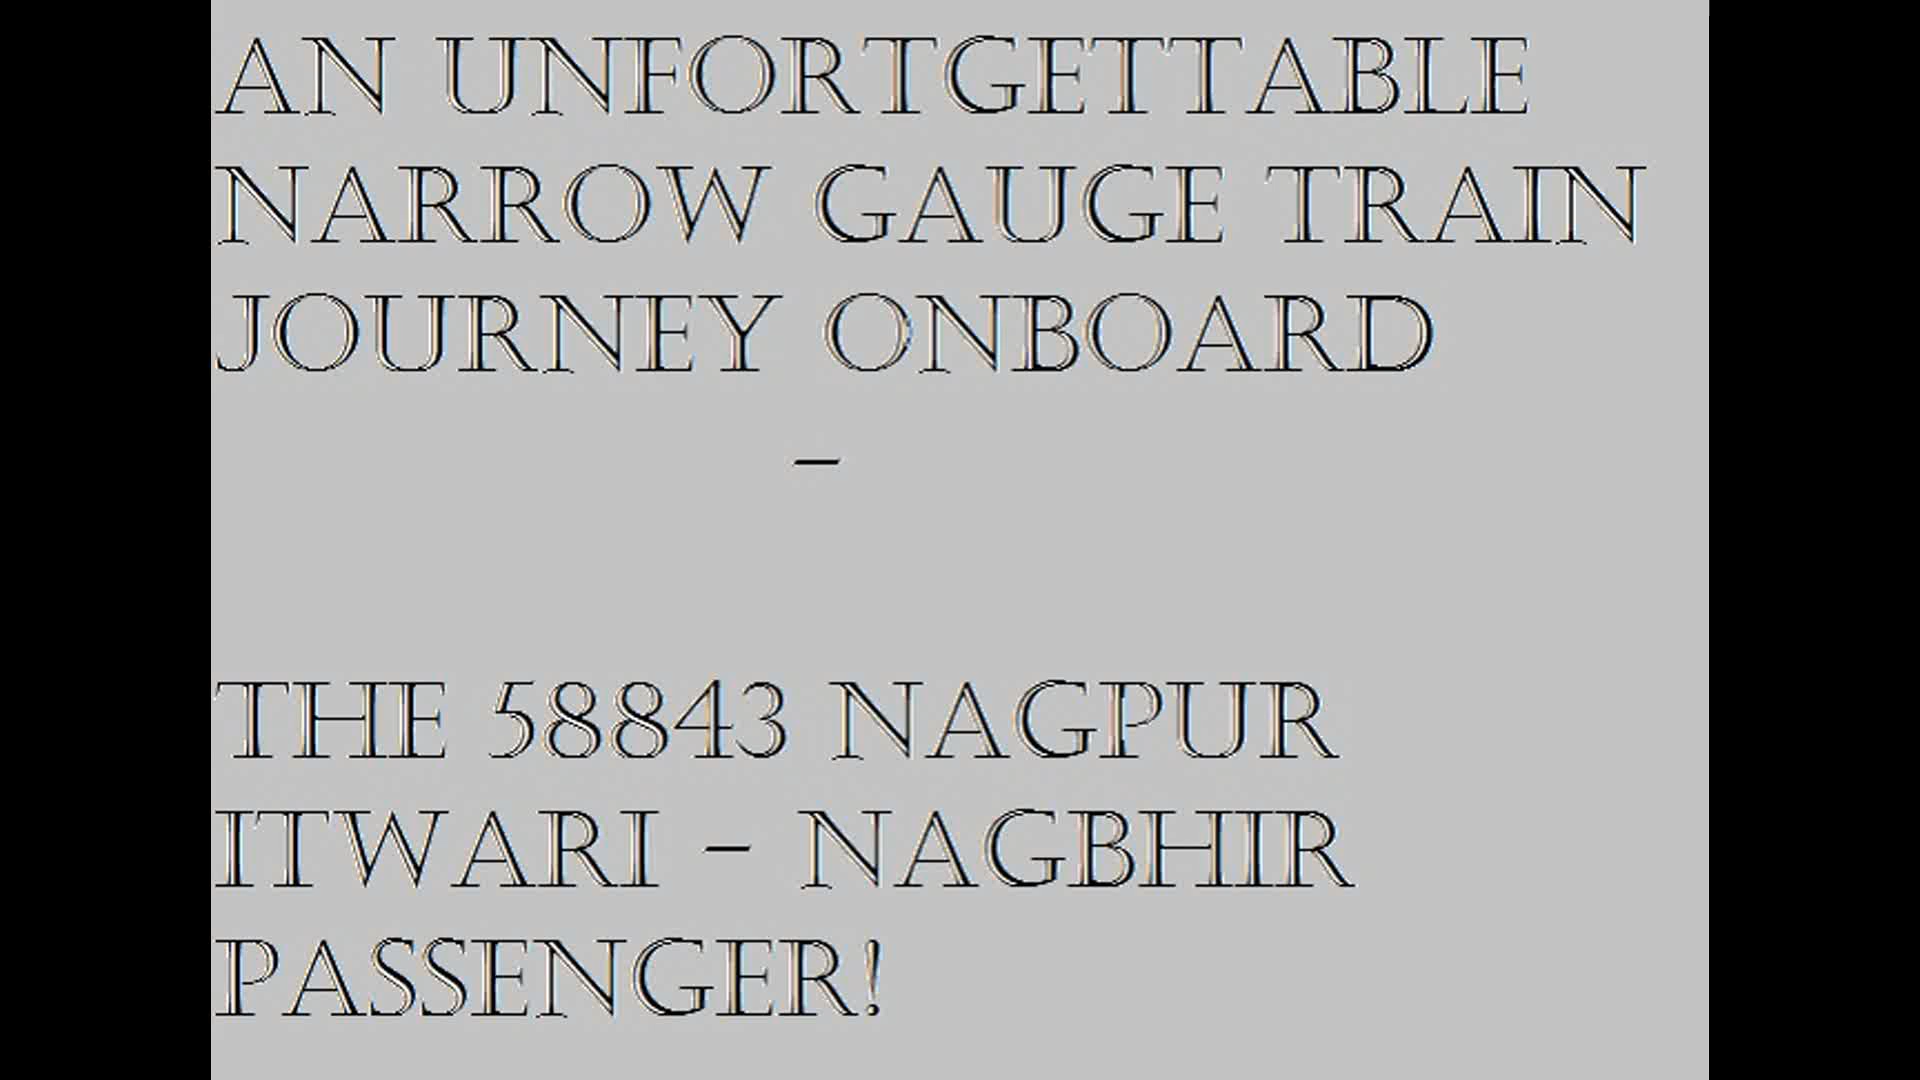 AN UNFORTGETTABLE
NARROW GAUGE TRAIN
JOURNEY ONBOARD
-
THE 58843 NAGPUR
ITWARI - NAGBHIR
PASSENGER!